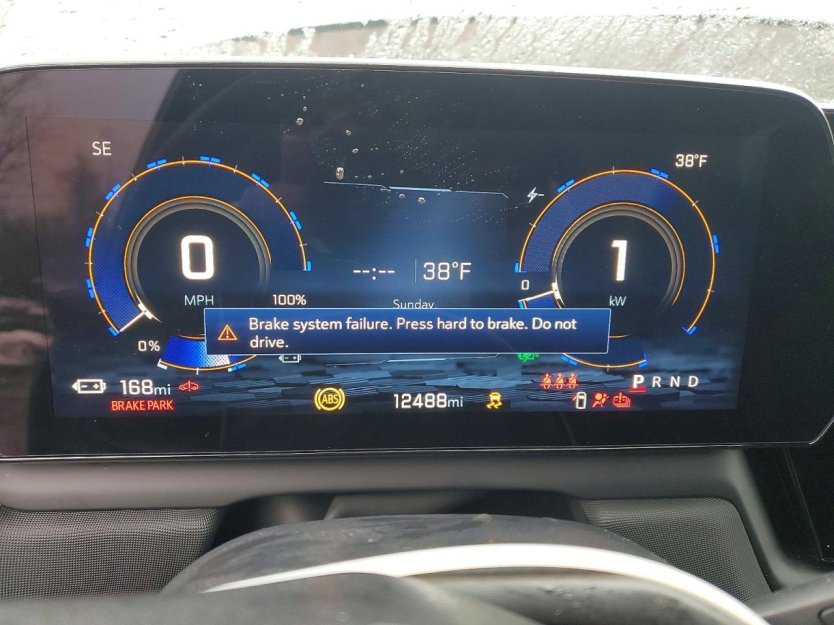 SE
38°F
0
MPH
--:--
38°F
1
kW
0
100%
Sunday,
0%
Brake system failure. Press hard to brake. Do not
drive.
168mi
BRAKE PARK
ABS
12488mi
P R N D